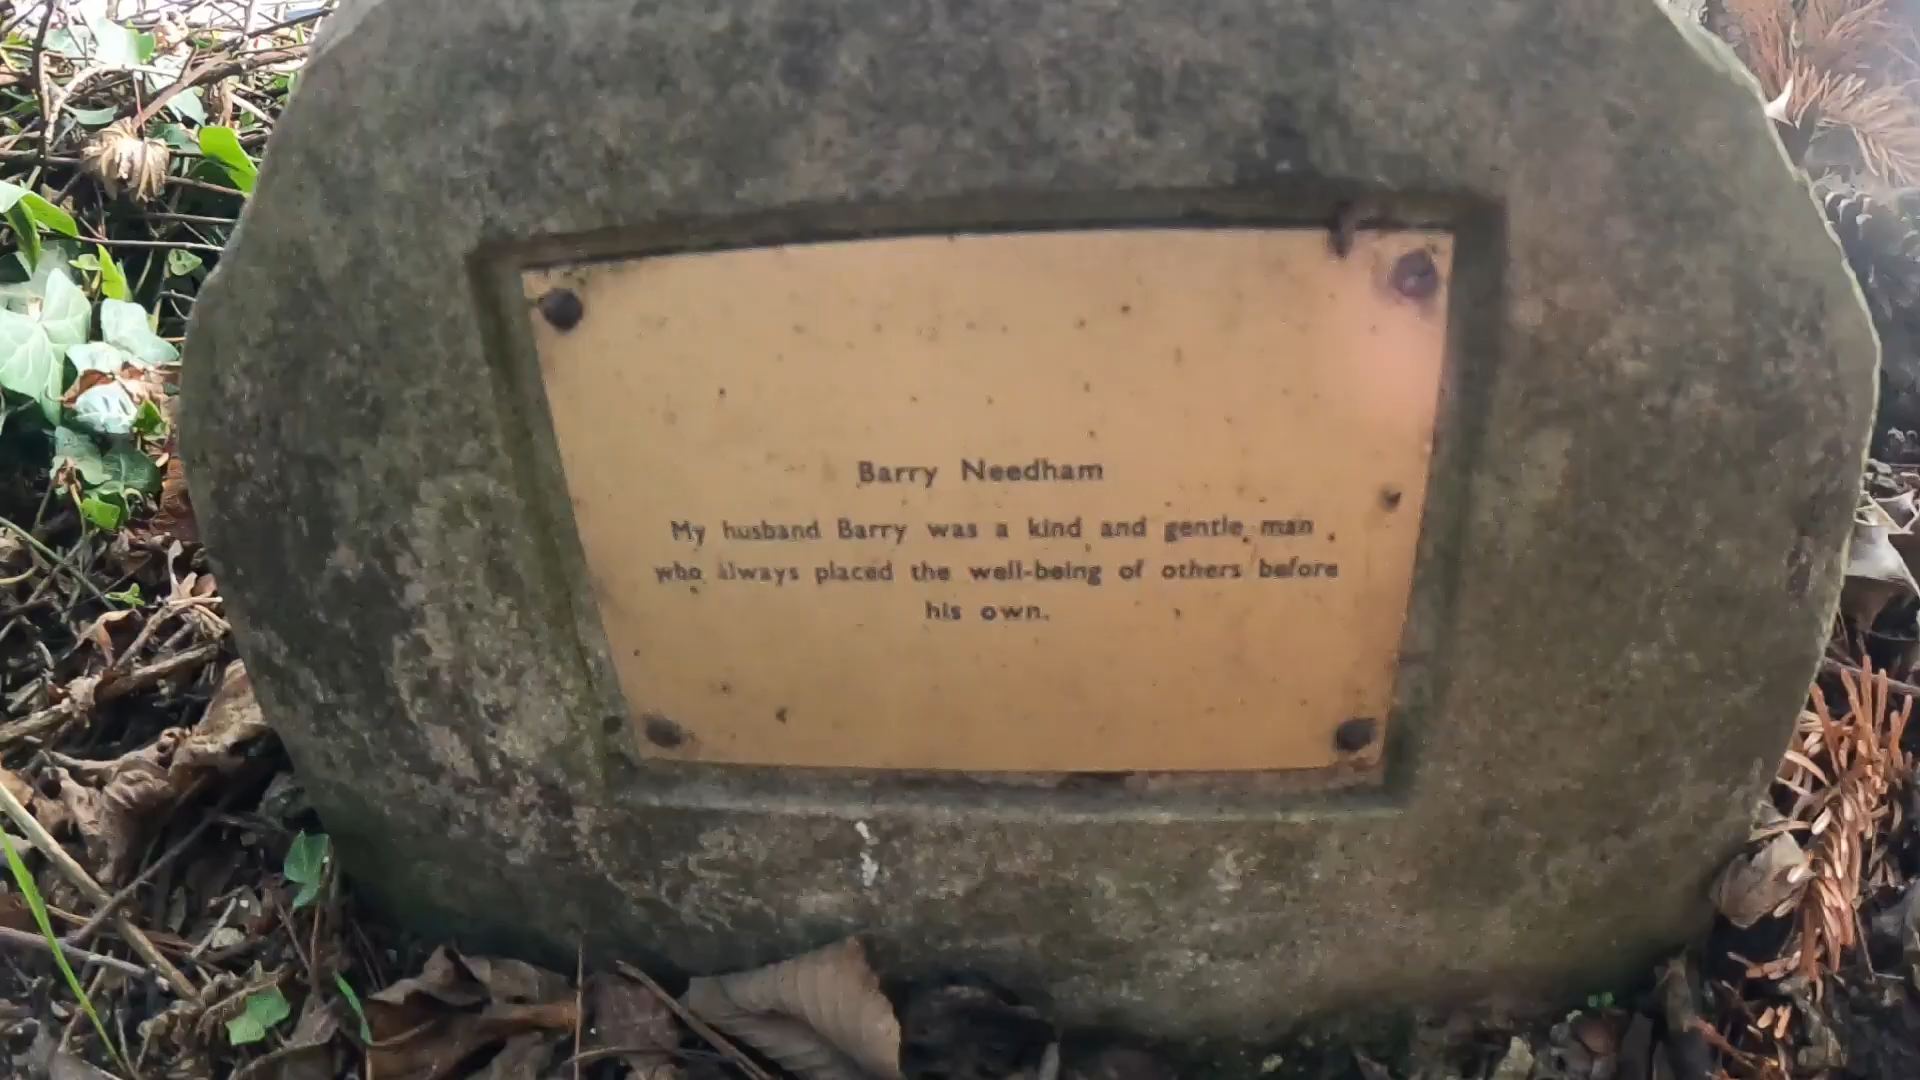 Barry Needham
My husband Barry was a kind and gentle man
who always placed the well-being of others before
his own.